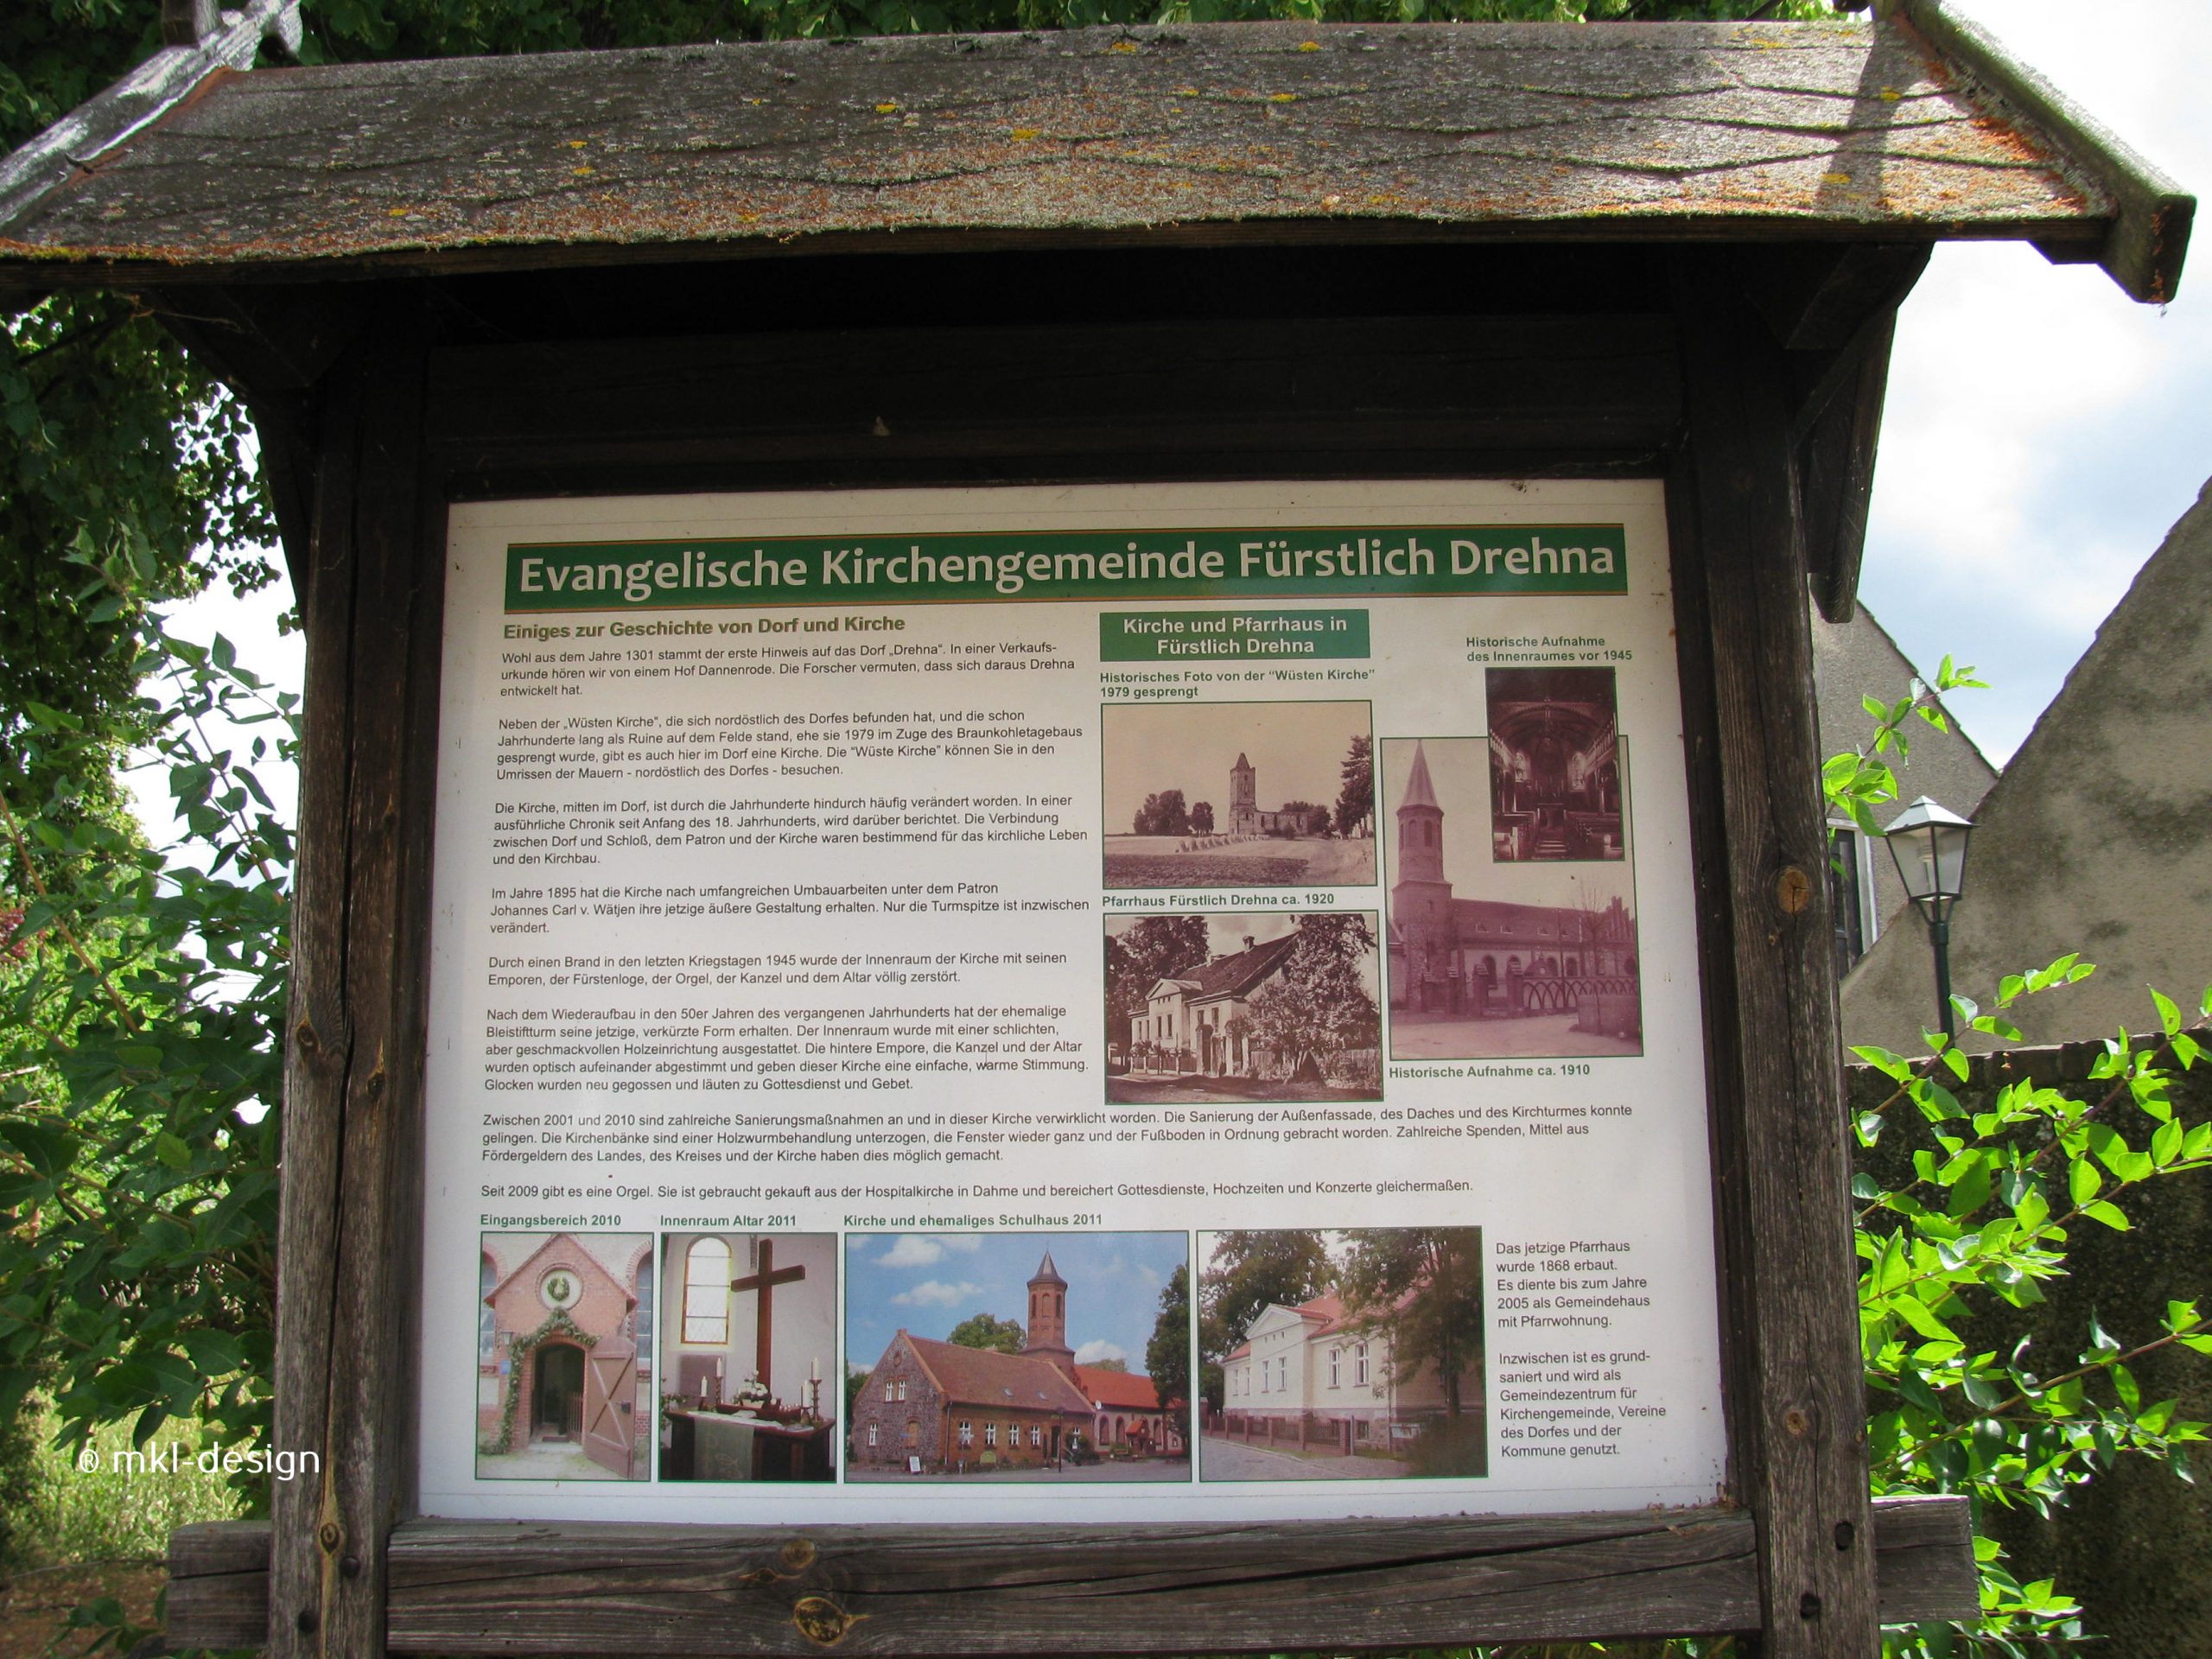 Evangelische Kirchengemeinde Fürstlich Drehna
Einiges zur Geschichte von Dorf und Kirche
Wohl aus dem Jahre 1301 stammt der erste Hinweis auf das Dorf „Drehna“. In einer Verkaufs-
urkunde hören wir von einem Hof Dannenrode. Die Forscher vermuten, dass sich daraus Drehna
entwickelt hat.
Neben der „Wüsten Kirche“, die sich nordöstlich des Dorfes befunden hat, und die schon
Jahrhunderte lang als Ruine auf dem Felde stand, ehe sie 1979 im Zuge des Braunkohletagebaus
gesprengt wurde, gibt es auch hier im Dorf eine Kirche. Die “Wüste Kirche” können Sie in den
Umrissen der Mauern - nordöstlich des Dorfes - besuchen.
Die Kirche, mitten im Dorf, ist durch die Jahrhunderte hindurch häufig verändert worden. In einer
ausführliche Chronik seit Anfang des 18. Jahrhunderts, wird darüber berichtet. Die Verbindung
zwischen Dorf und Schloß, dem Patron und der Kirche waren bestimmend für das kirchliche Leben
und den Kirchbau.
Im Jahre 1895 hat die Kirche nach umfangreichen Umbauarbeiten unter dem Patron
Johannes Carl v. Wätjen ihre jetzige äußere Gestaltung erhalten. Nur die Turmspitze ist inzwischen
verändert.
Durch einen Brand in den letzten Kriegstagen 1945 wurde der Innenraum der Kirche mit seinen
Emporen, der Fürstenloge, der Orgel, der Kanzel und dem Altar völlig zerstört.
Nach dem Wiederaufbau in den 50er Jahren des vergangenen Jahrhunderts hat der ehemalige
Bleistiftturm seine jetzige, verkürzte Form erhalten. Der Innenraum wurde mit einer schlichten,
aber geschmackvollen Holzeinrichtung ausgestattet. Die hintere Empore, die Kanzel und der Altar
wurden optisch aufeinander abgestimmt und geben dieser Kirche eine einfache, warme Stimmung.
Glocken wurden neu gegossen und läuten zu Gottesdienst und Gebet.
Kirche und Pfarrhaus in
Fürstlich Drehna
Historisches Foto von der “Wüsten Kirche”
1979 gesprengt
Historische Aufnahme
des Innenraumes vor 1945
Pfarrhaus Fürstlich Drehna ca. 1920
Historische Aufnahme ca. 1910
Zwischen 2001 und 2010 sind zahlreiche Sanierungsmaßnahmen an und in dieser Kirche verwirklicht worden. Die Sanierung der Außenfassade, des Daches und des Kirchturmes konnte
gelingen. Die Kirchenbänke sind einer Holzwurmbehandlung unterzogen, die Fenster wieder ganz und der Fußboden in Ordnung gebracht worden. Zahlreiche Spenden, Mittel aus
Fördergeldern des Landes, des Kreises und der Kirche haben dies möglich gemacht.
Seit 2009 gibt es eine Orgel. Sie ist gebraucht gekauft aus der Hospitalkirche in Dahme und bereichert Gottesdienste, Hochzeiten und Konzerte gleichermaßen.
Eingangsbereich 2010
Innenraum Altar 2011
Kirche und ehemaliges Schulhaus 2011
Das jetzige Pfarrhaus
wurde 1868 erbaut.
Es diente bis zum Jahre
2005 als Gemeindehaus
mit Pfarrwohnung.
Inzwischen ist es grund-
saniert und wird als
Gemeindezentrum für
Kirchengemeinde, Vereine
des Dorfes und der
Kommune genutzt.
® mkl-design